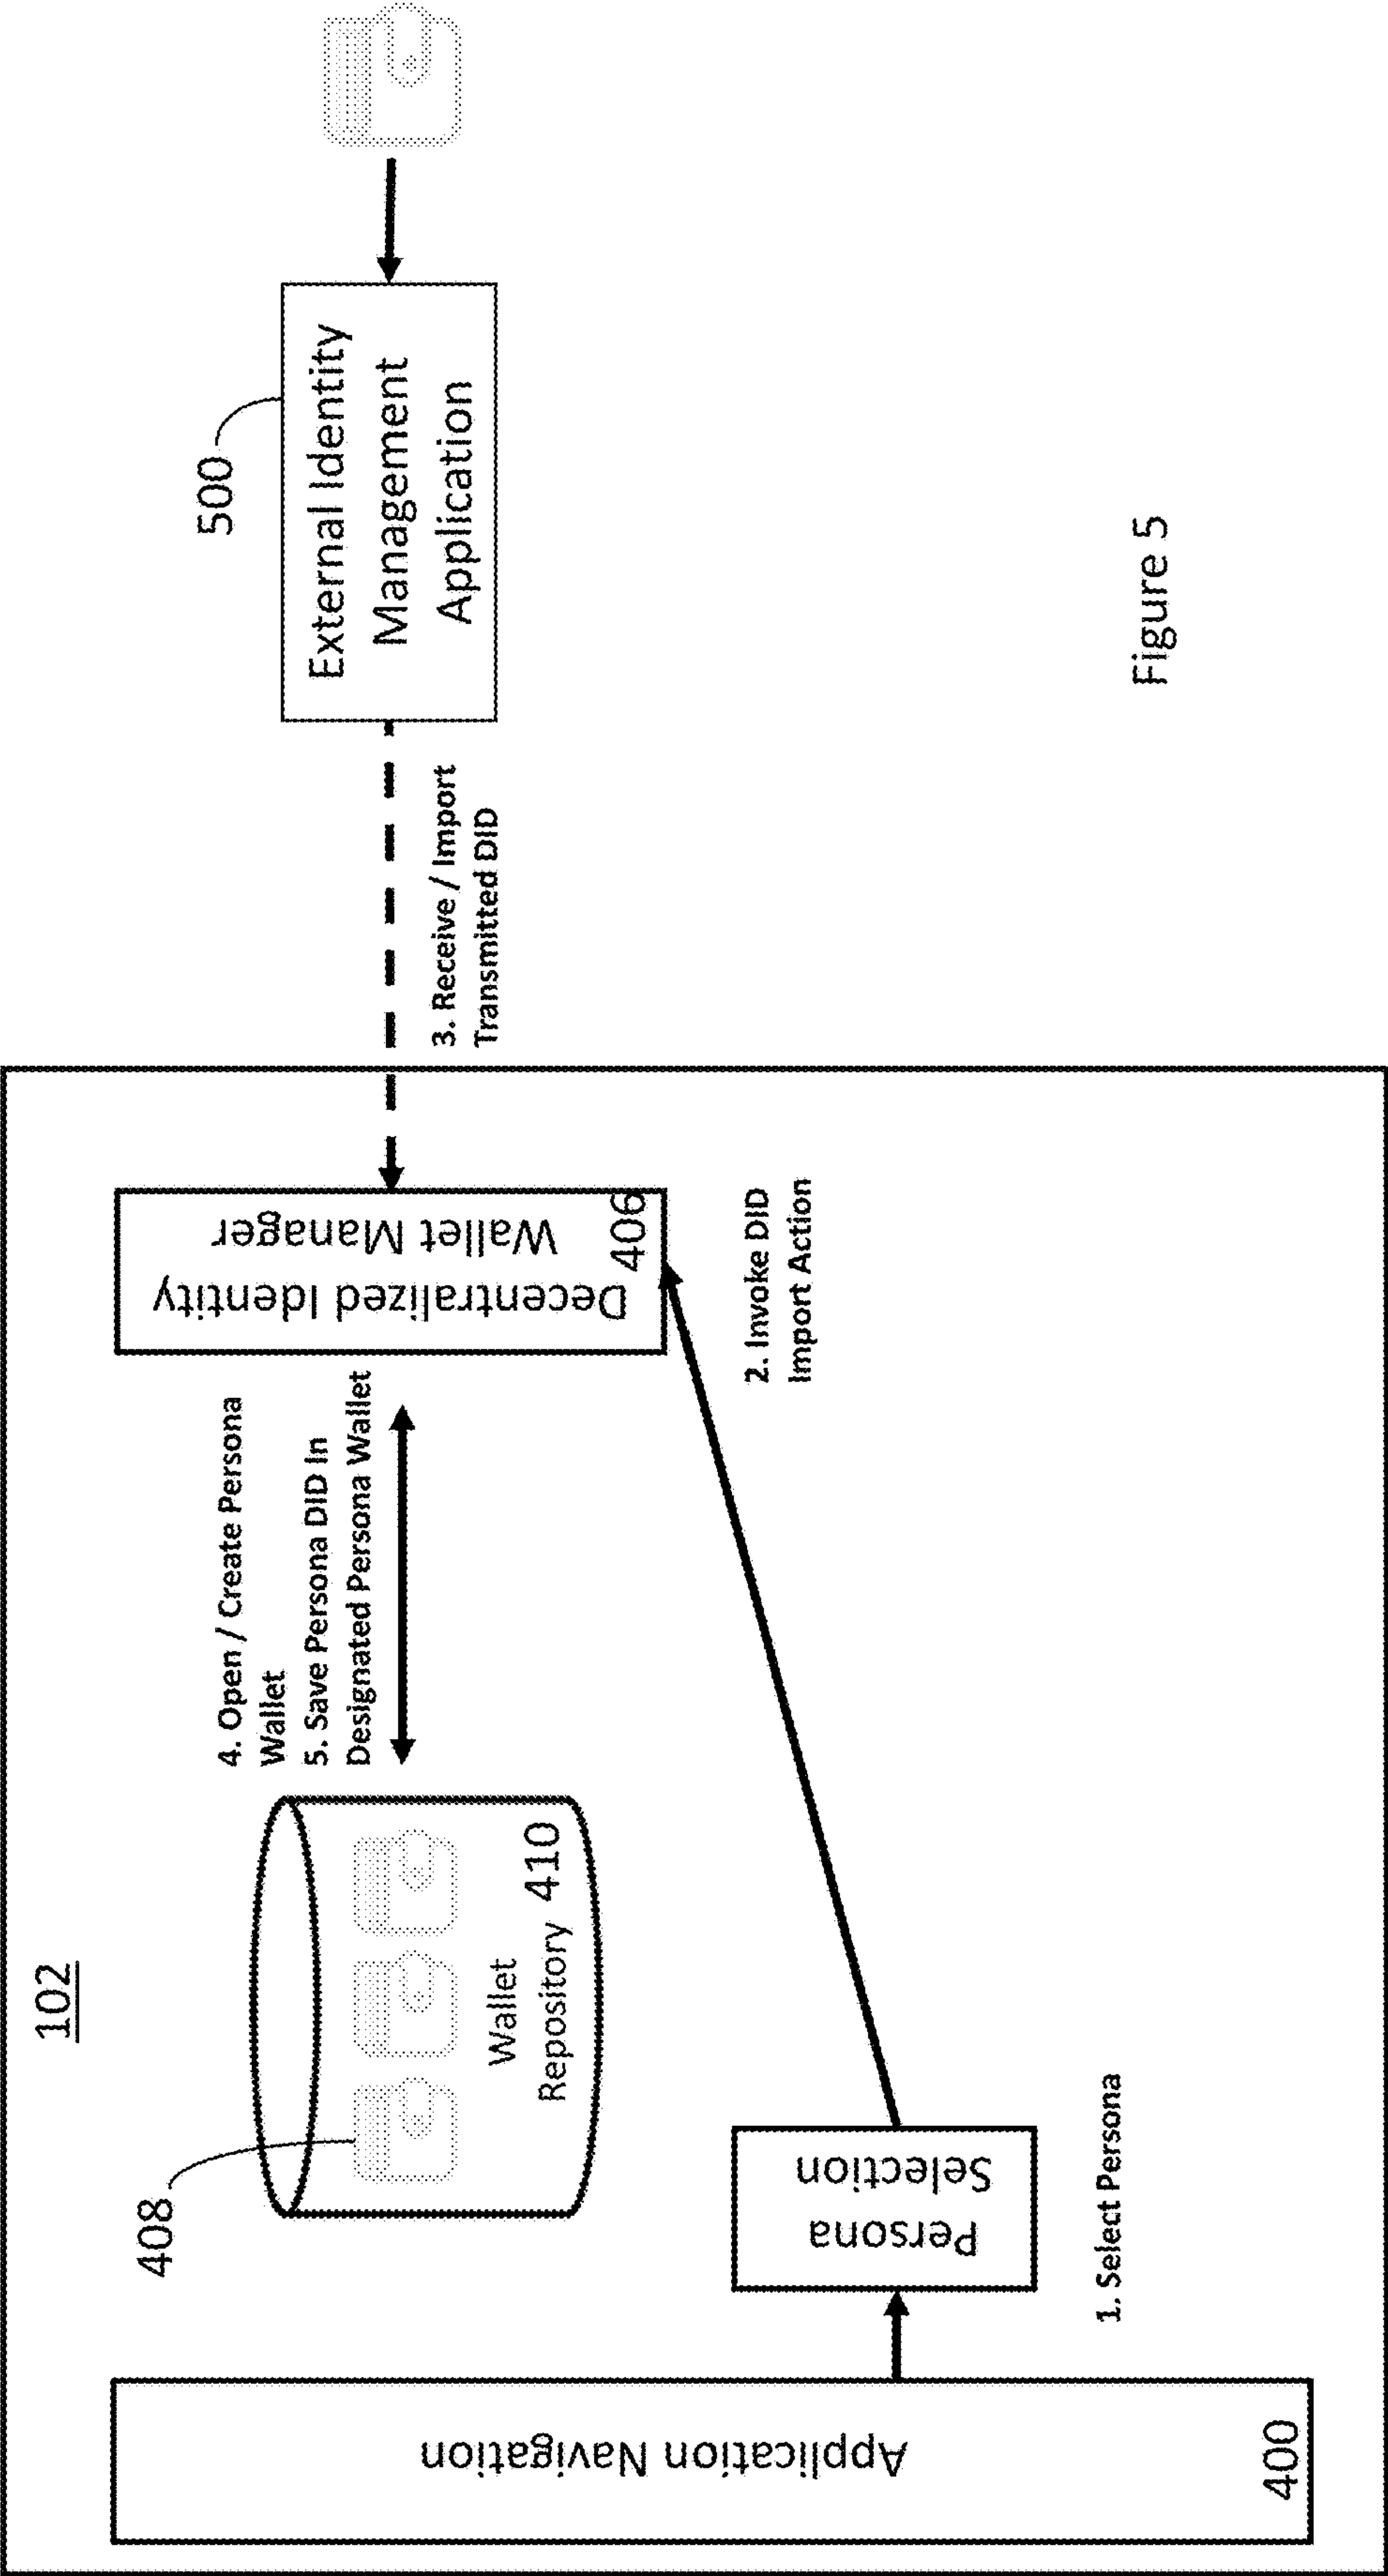 102
408
Application Navigation
400
Persona
Selection
1. Select Persona
Wallet
Repository
410
4. Open / Create Persona
Wallet
5. Save Persona DID In
Designated Persona Wallet
Decentralized Identity
Wallet Manager
406
2. Invoke DID
Import Action
3. Receive / Import
Transmitted DID
500
External Identity
Management
Application
Figure 5